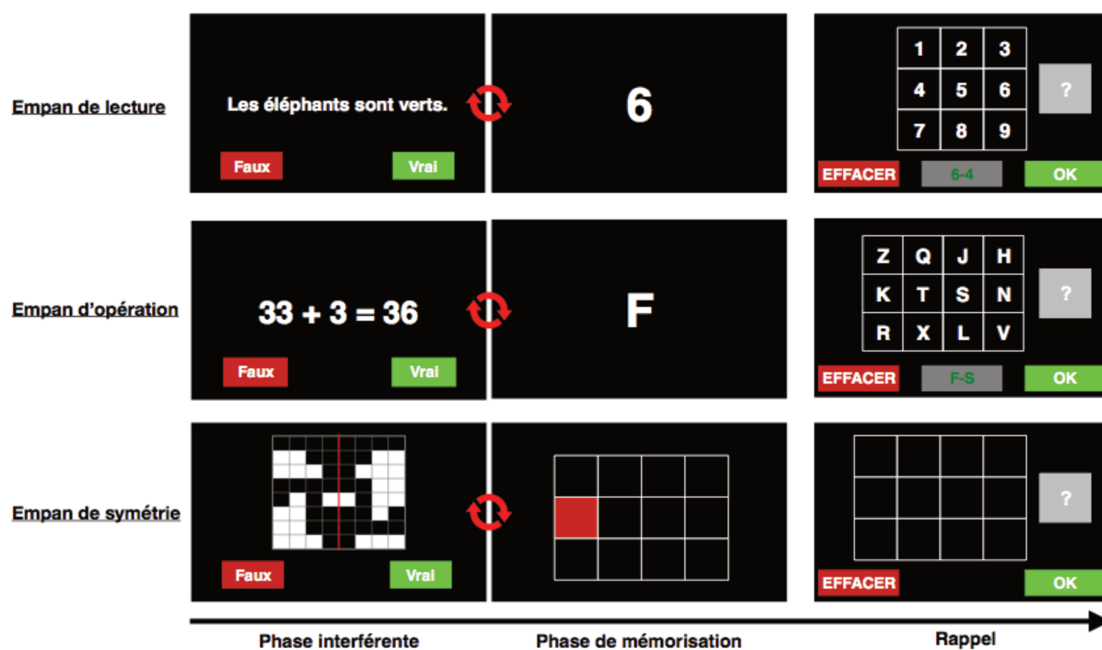 Empan de lecture
Les éléphants sont verts.
Faux
Vrai
6
1 2 3
4 5 6
7 8 9
?
EFFACER
6-4
OK
Empan d'opération
33 + 3 = 36
Faux
Vrai
F
Z Q J H
K T S N
R X L V
?
EFFACER
F-S
OK
Empan de symétrie
Faux
Vrai
?
EFFACER
OK
Phase interférente
Phase de mémorisation
Rappel